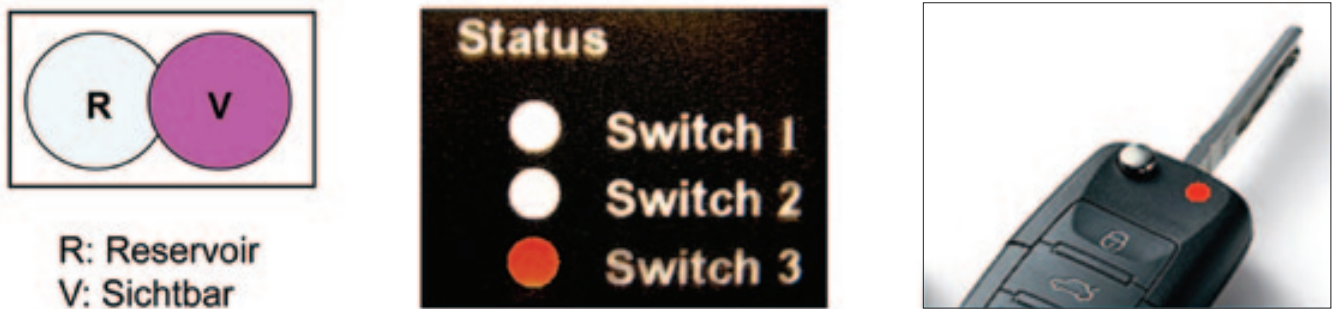 R V
R: Reservoir
V: Sichtbar
Status
Switch 1
Switch 2
Switch 3